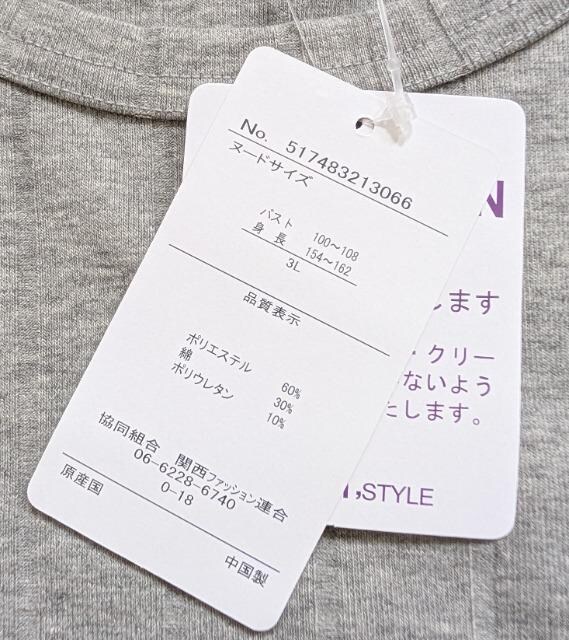 No. 517483213066
ヌードサイズ
バスト 100～108
身長 154～162
3L
品質表示
ポリエステル 60%
綿 30%
ポリウレタン 10%
協同組合 関西ファッション連合
06-6228-6740
0-18
原産国
中国製
N
します
・クリー
ないよう
たします。
,STYLE